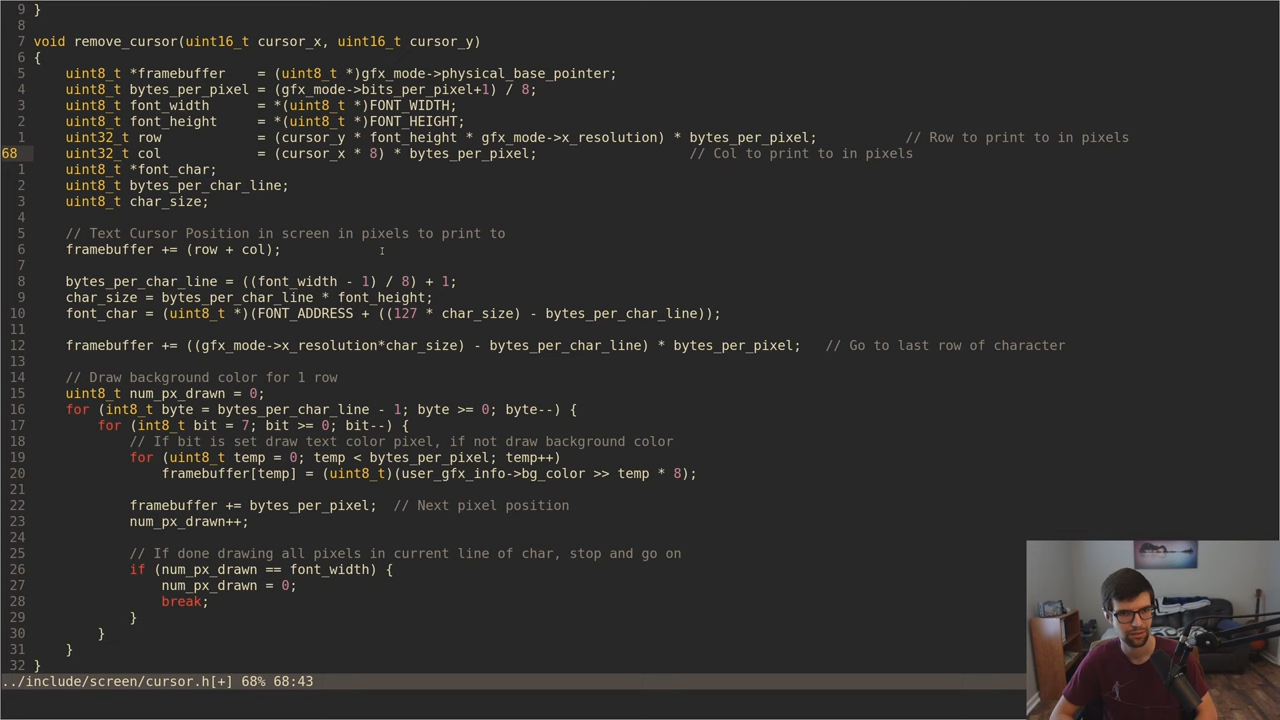 9 }
8
7 void remove_cursor(uint16_t cursor_x, uint16_t cursor_y)
6 {
5     uint8_t *framebuffer    = (uint8_t *)gfx_mode->physical_base_pointer;
4     uint8_t bytes_per_pixel = (gfx_mode->bits_per_pixel+1) / 8;
3     uint8_t font_width      = *(uint8_t *)FONT_WIDTH;
2     uint8_t font_height     = *(uint8_t *)FONT_HEIGHT;
1     uint32_t row            = (cursor_y * font_height * gfx_mode->x_resolution) * bytes_per_pixel;           // Row to print to in pixels
68     uint32_t col            = (cursor_x * 8) * bytes_per_pixel;                   // Col to print to in pixels
1     uint8_t *font_char;
2     uint8_t bytes_per_char_line;
3     uint8_t char_size;
4
5     // Text Cursor Position in screen in pixels to print to
6     framebuffer += (row + col);
7
8     bytes_per_char_line = ((font_width - 1) / 8) + 1;
9     char_size = bytes_per_char_line * font_height;
10     font_char = (uint8_t *)(FONT_ADDRESS + ((127 * char_size) - bytes_per_char_line));
11
12     framebuffer += ((gfx_mode->x_resolution*char_size) - bytes_per_char_line) * bytes_per_pixel;   // Go to last row of character
13
14     // Draw background color for 1 row
15     uint8_t num_px_drawn = 0;
16     for (int8_t byte = bytes_per_char_line - 1; byte >= 0; byte--) {
17         for (int8_t bit = 7; bit >= 0; bit--) {
18             // If bit is set draw text color pixel, if not draw background color
19             for (uint8_t temp = 0; temp < bytes_per_pixel; temp++)
20                 framebuffer[temp] = (uint8_t)(user_gfx_info->bg_color >> temp * 8);
21
22             framebuffer += bytes_per_pixel;  // Next pixel position
23             num_px_drawn++;
24
25             // If done drawing all pixels in current line of char, stop and go on
26             if (num_px_drawn == font_width) {
27                 num_px_drawn = 0;
28                 break;
29             }
30         }
31     }
32 }
../include/screen/cursor.h[+] 68% 68:43